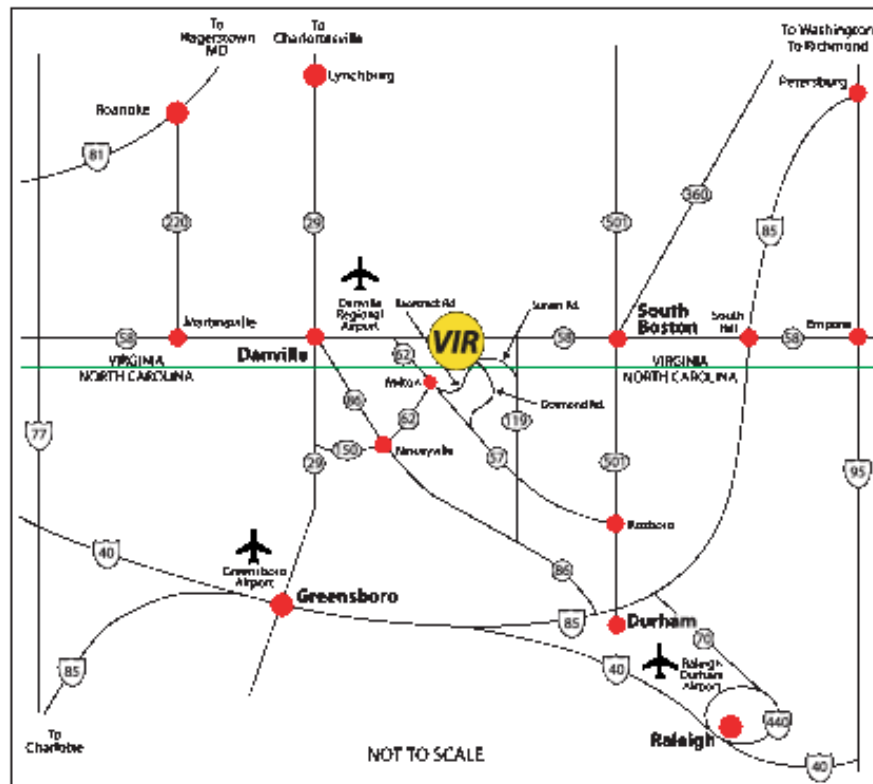 To
Hagerstown
MD
To
Charlottesville
To Washington
To Richmond
Lynchburg
Petersburg
Roanoke
81
220
29
501
360
85
Danville
Regional
Airport
Sutien Rd.
Martinsville
South
Boston
South
Hill
Emporia
58
VIR
58
58
Danville
62
VIRGINIA
NORTH CAROLINA
VIRGINIA
NORTH CAROLINA
Milton
86
62
119
77
150
29
57
501
95
Roxboro
40
Greensboro
Airport
86
Greensboro
85
Durham
70
85
40
Raleigh
Durham
Airport
To
Charlotte
NOT TO SCALE
Raleigh
440
40